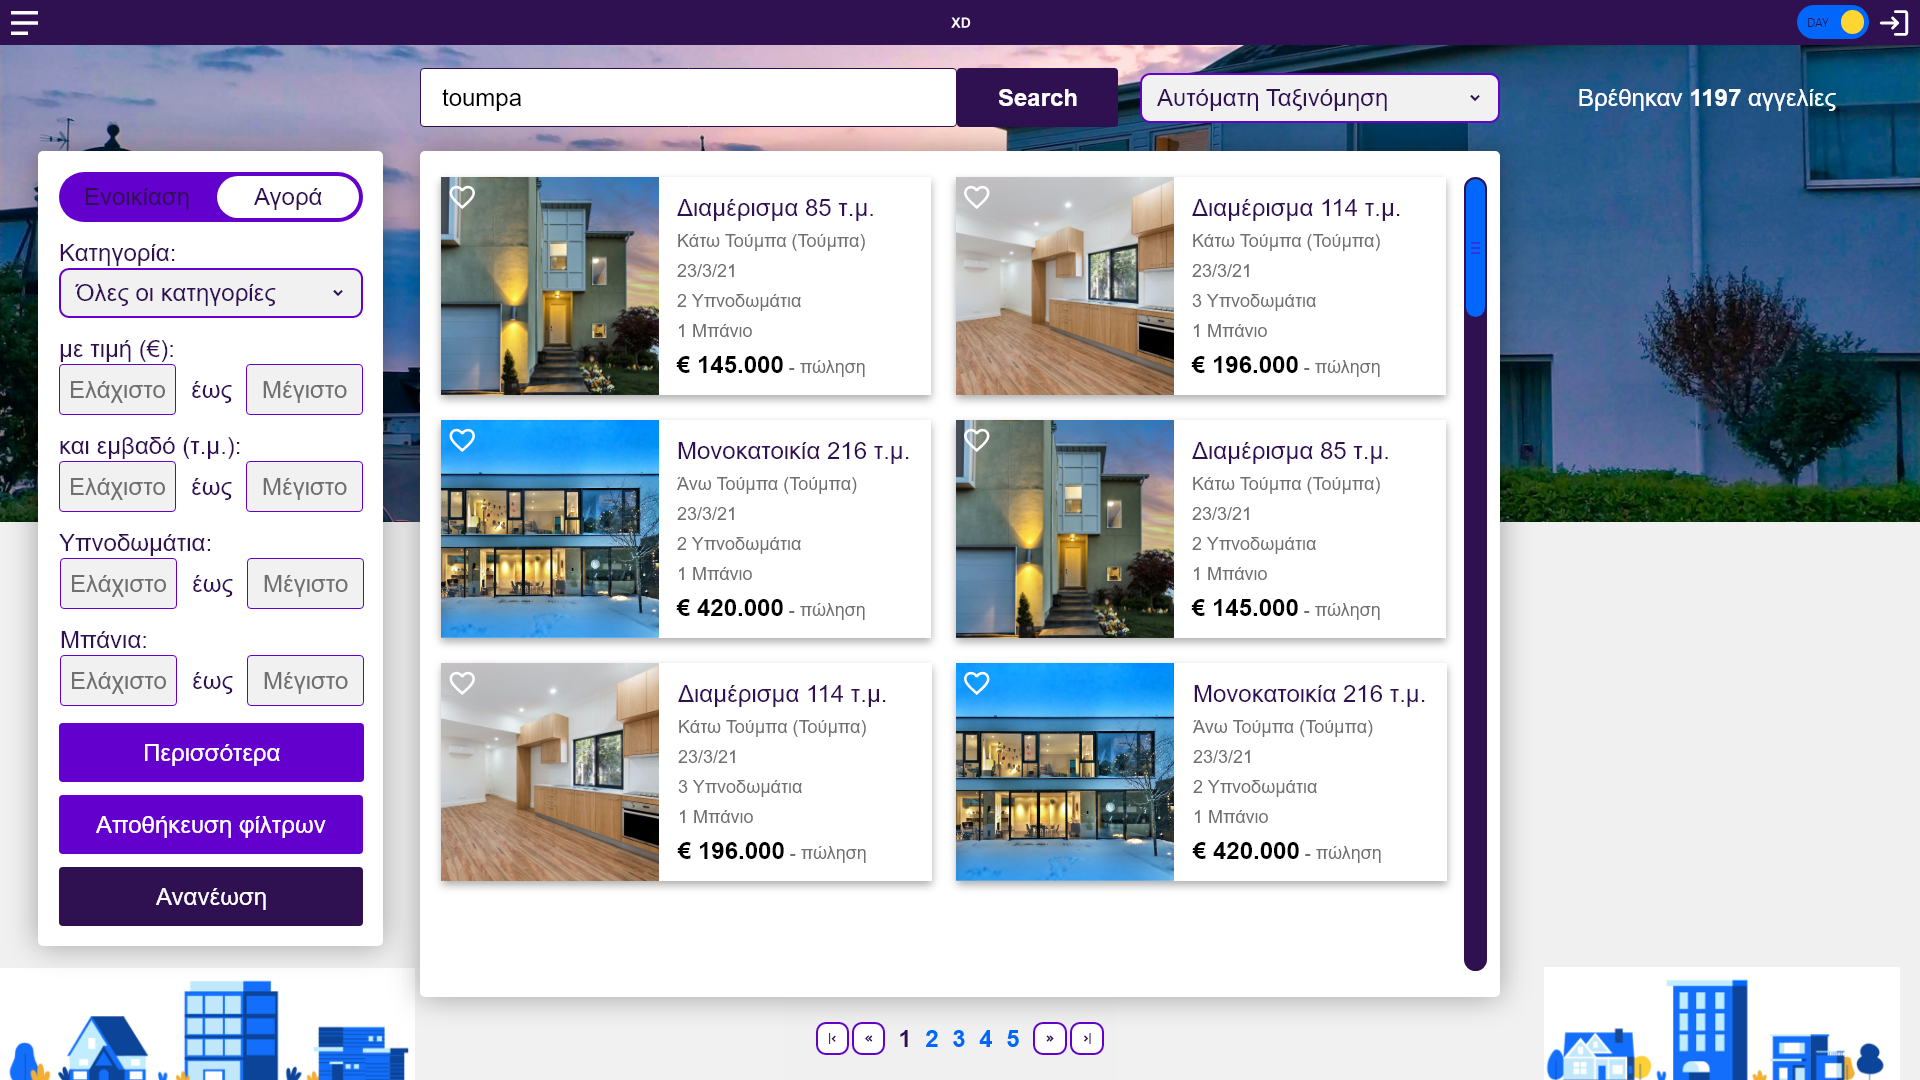 XD
DAY
toumpa
Search
Αυτόματη Ταξινόμηση
Βρέθηκαν 1197 αγγελίες
Ενοικίαση
Αγορά
Κατηγορία:
Όλες οι κατηγορίες
με τιμή (€):
Ελάχιστο έως Μέγιστο
και εμβαδό (τ.μ.):
Ελάχιστο έως Μέγιστο
Υπνοδωμάτια:
Ελάχιστο έως Μέγιστο
Μπάνια:
Ελάχιστο έως Μέγιστο
Περισσότερα
Αποθήκευση φίλτρων
Ανανέωση
Διαμέρισμα 85 τ.μ.
Κάτω Τούμπα (Τούμπα)
23/3/21
2 Υπνοδωμάτια
1 Μπάνιο
€ 145.000 - πώληση
Διαμέρισμα 114 τ.μ.
Κάτω Τούμπα (Τούμπα)
23/3/21
3 Υπνοδωμάτια
1 Μπάνιο
€ 196.000 - πώληση
Μονοκατοικία 216 τ.μ.
Άνω Τούμπα (Τούμπα)
23/3/21
2 Υπνοδωμάτια
1 Μπάνιο
€ 420.000 - πώληση
Διαμέρισμα 85 τ.μ.
Κάτω Τούμπα (Τούμπα)
23/3/21
2 Υπνοδωμάτια
1 Μπάνιο
€ 145.000 - πώληση
Διαμέρισμα 114 τ.μ.
Κάτω Τούμπα (Τούμπα)
23/3/21
3 Υπνοδωμάτια
1 Μπάνιο
€ 196.000 - πώληση
Μονοκατοικία 216 τ.μ.
Άνω Τούμπα (Τούμπα)
23/3/21
2 Υπνοδωμάτια
1 Μπάνιο
€ 420.000 - πώληση
|‹ « 1 2 3 4 5 » ›|